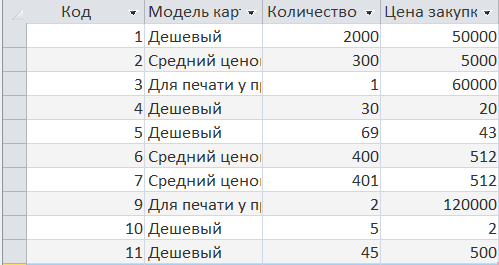 Код Модель кар Количество Цена закупк
1 Дешевый 2000 50000
2 Средний ценов 300 5000
3 Для печати у пр 1 60000
4 Дешевый 30 20
5 Дешевый 69 43
6 Средний ценов 400 512
7 Средний ценов 401 512
9 Для печати у пр 2 120000
10 Дешевый 5 2
11 Дешевый 45 500